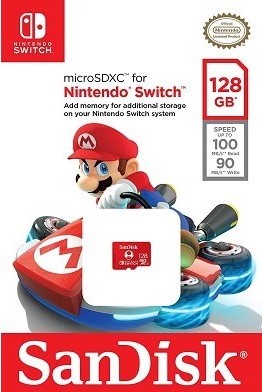 NINTENDO
SWITCH™
Official
Nintendo®
Licensed Product
microSDXC™ for
Nintendo Switch™
Add memory for additional storage
on your Nintendo Switch system
128
GB*
SPEED
UP TO
100
MB/s** Read
90
MB/s** Write
M
SanDisk
128
M
SanDisk®